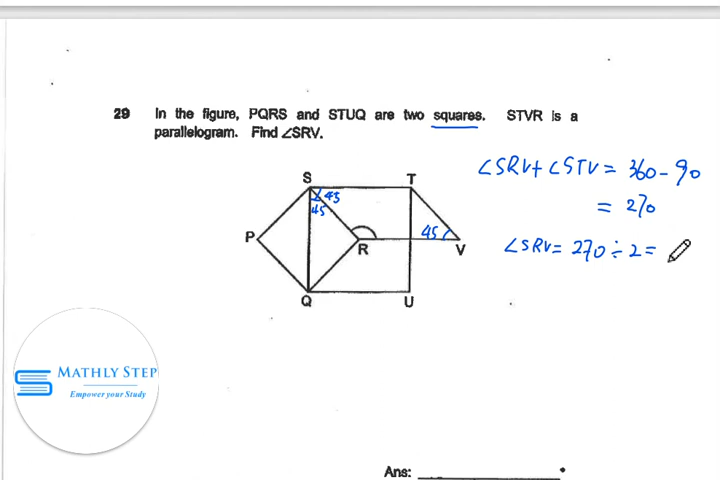 29 In the figure, PQRS and STUQ are two squares. STVR is a
parallelogram. Find ∠SRV.
∠SRV + ∠STV = 360 - 90
= 270
∠SRV = 270 ÷ 2 =
S
T
45
45
P
R
45
V
Q
U
MATHLY STEP
Empower your Study
Ans: